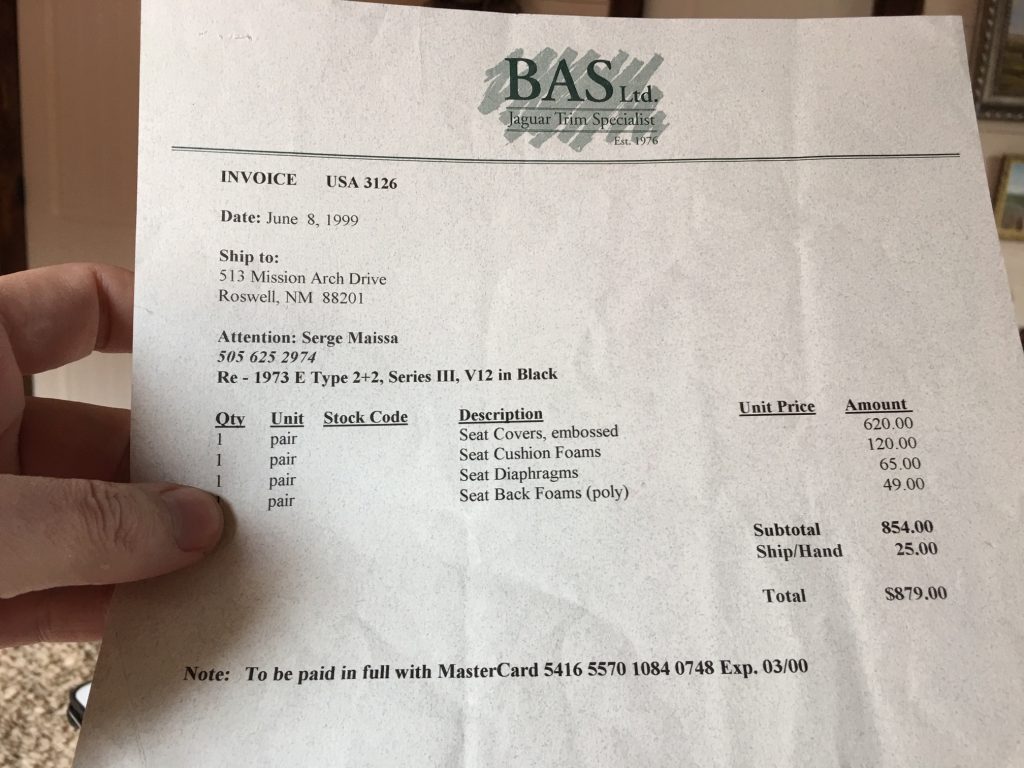 BAS Ltd.
Jaguar Trim Specialist
Est. 1976
INVOICE USA 3126
Date: June 8, 1999
Ship to:
513 Mission Arch Drive
Roswell, NM 88201
Attention: Serge Maissa
505 625 2974
Re - 1973 E Type 2+2, Series III, V12 in Black
Qty Unit Stock Code Description Unit Price Amount
1 pair Seat Covers, embossed 620.00
1 pair Seat Cushion Foams 120.00
1 pair Seat Diaphragms 65.00
pair Seat Back Foams (poly) 49.00
Subtotal 854.00
Ship/Hand 25.00
Total $879.00
Note: To be paid in full with MasterCard 5416 5570 1084 0748 Exp. 03/00